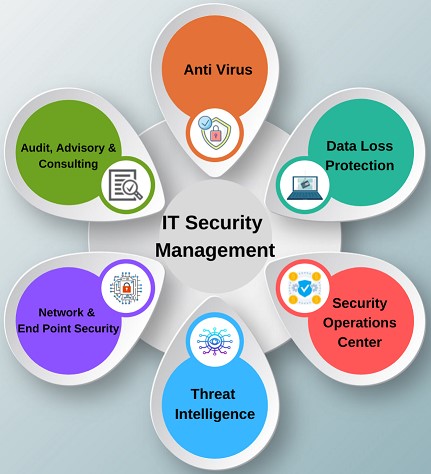 Anti Virus
Audit, Advisory &
Consulting
Data Loss
Protection
IT Security
Management
Network &
End Point Security
Security
Operations
Center
Threat
Intelligence